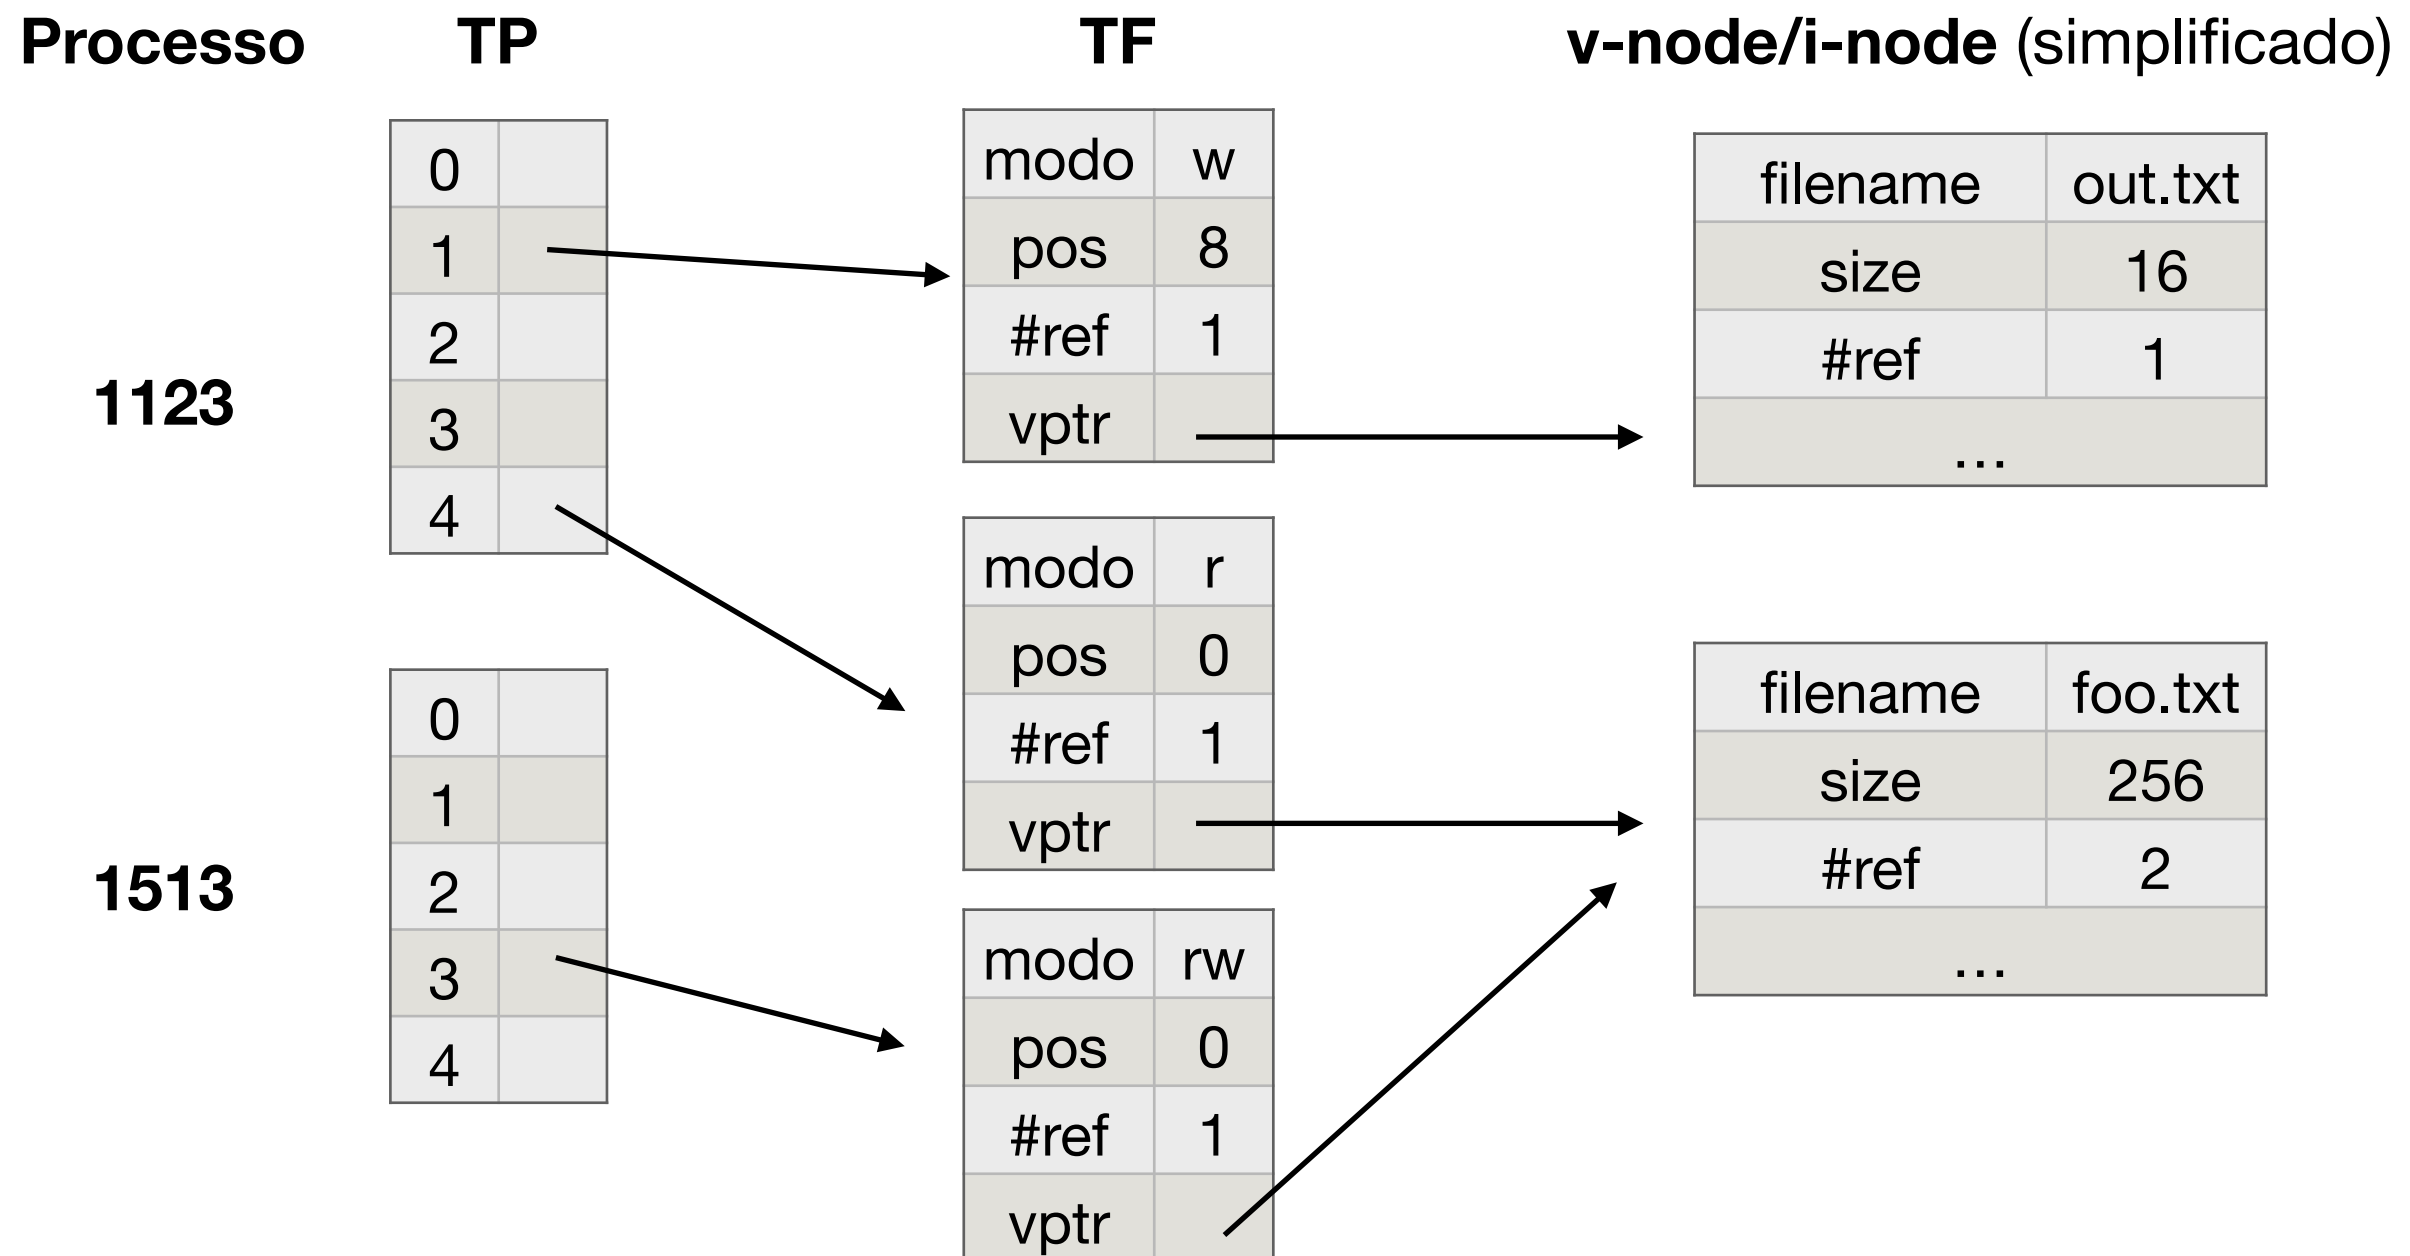 Processo TP TF v-node/i-node (simplificado)
0
1
2
3
4
1123
0
1
2
3
4
1513
modo w
pos 8
#ref 1
vptr
modo r
pos 0
#ref 1
vptr
modo rw
pos 0
#ref 1
vptr
filename out.txt
size 16
#ref 1
...
filename foo.txt
size 256
#ref 2
...